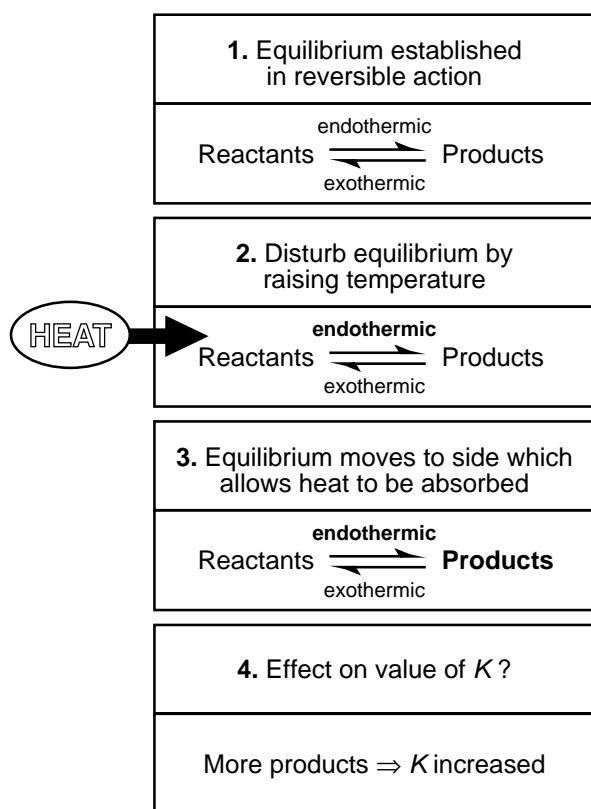 1. Equilibrium established
in reversible action
endothermic
Reactants ⇌ Products
exothermic
2. Disturb equilibrium by
raising temperature
HEAT
endothermic
Reactants ⇌ Products
exothermic
3. Equilibrium moves to side which
allows heat to be absorbed
endothermic
Reactants ⇌ Products
exothermic
4. Effect on value of K?
More products ⇒ K increased